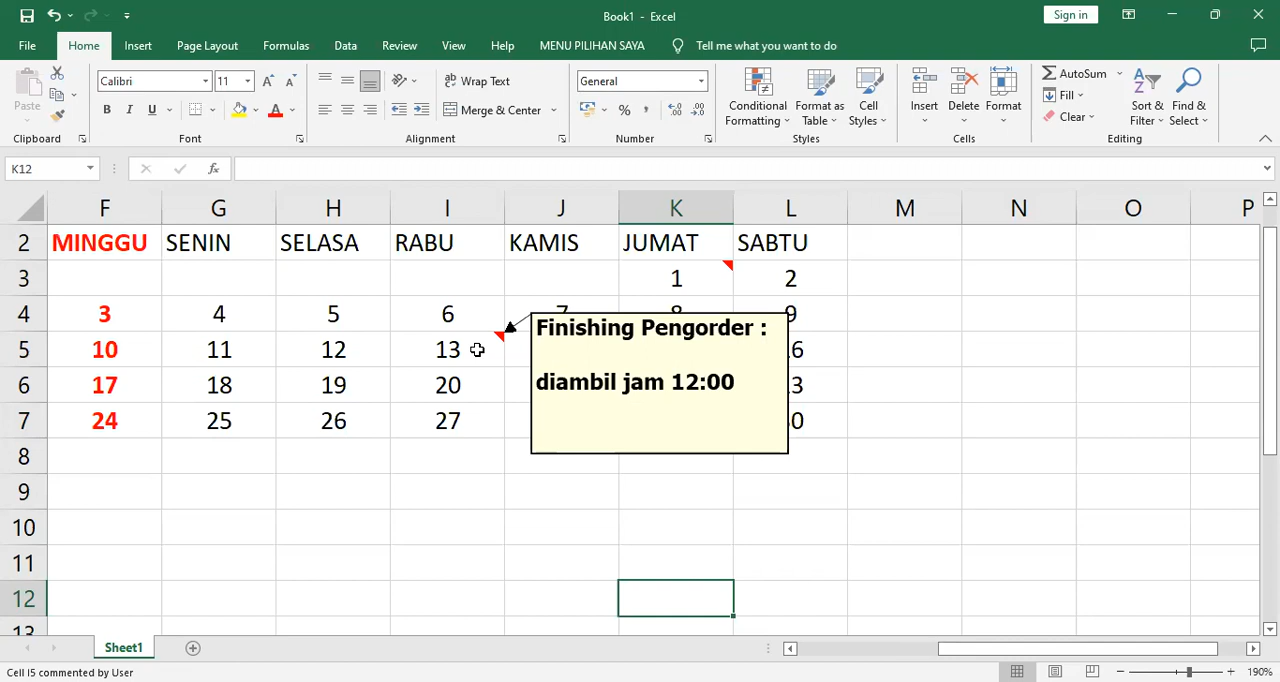 Book1 - Excel
Sign in
File Home Insert Page Layout Formulas Data Review View Help MENU PILIHAN SAYA Tell me what you want to do
Paste
Calibri 11
Wrap Text
General
Conditional Formatting
Format as Table
Cell Styles
Insert
Delete
Format
AutoSum
Fill
Clear
Sort & Filter
Find & Select
B I U
Merge & Center
% ,
Clipboard Font Alignment Number Styles Cells Editing
K12
fx
F G H I J K L M N O P
2 MINGGU SENIN SELASA RABU KAMIS JUMAT SABTU
3 1 2
4 3 4 5 6 9
5 10 11 12 13
6 17 18 19 20
7 24 25 26 27
Finishing Pengorder :
diambil jam 12:00
8
9
10
11
12
13
Sheet1
Cell I5 commented by User
190%